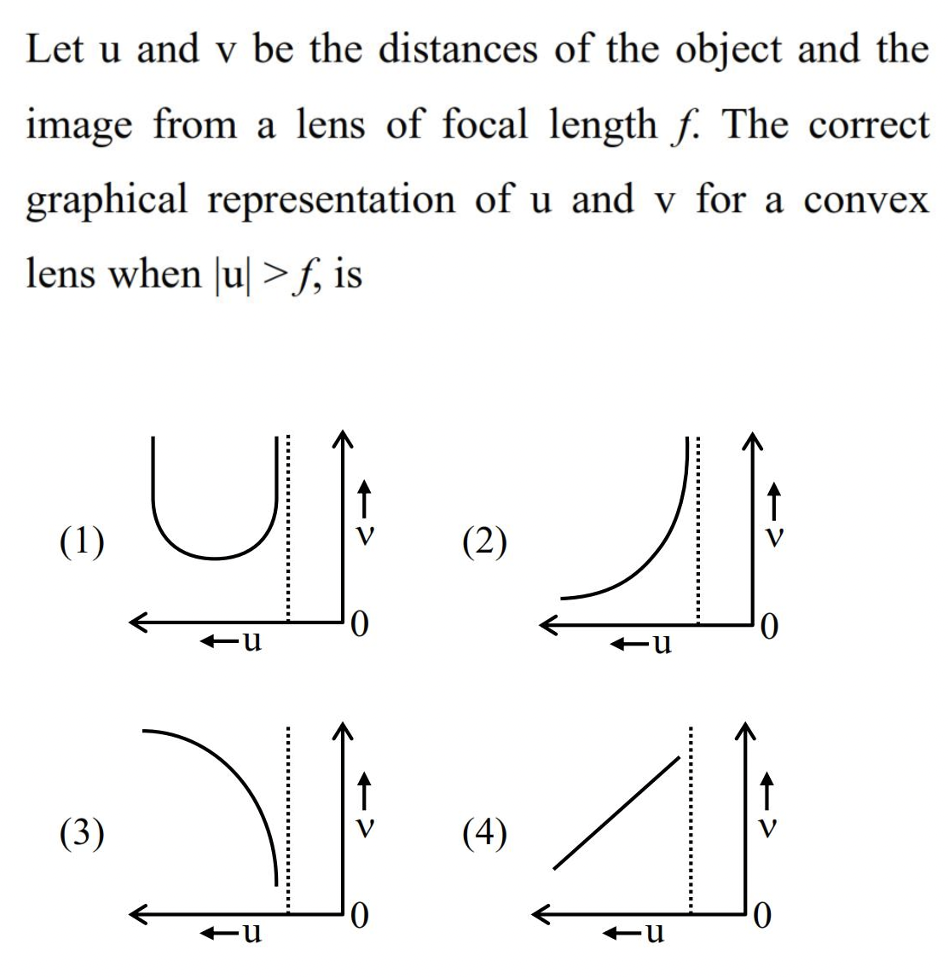 Let u and v be the distances of the object and the
image from a lens of focal length f. The correct
graphical representation of u and v for a convex
lens when |u| > f, is
(1) v 0 u (2) v 0 u
(3) v 0 u (4) v 0 u